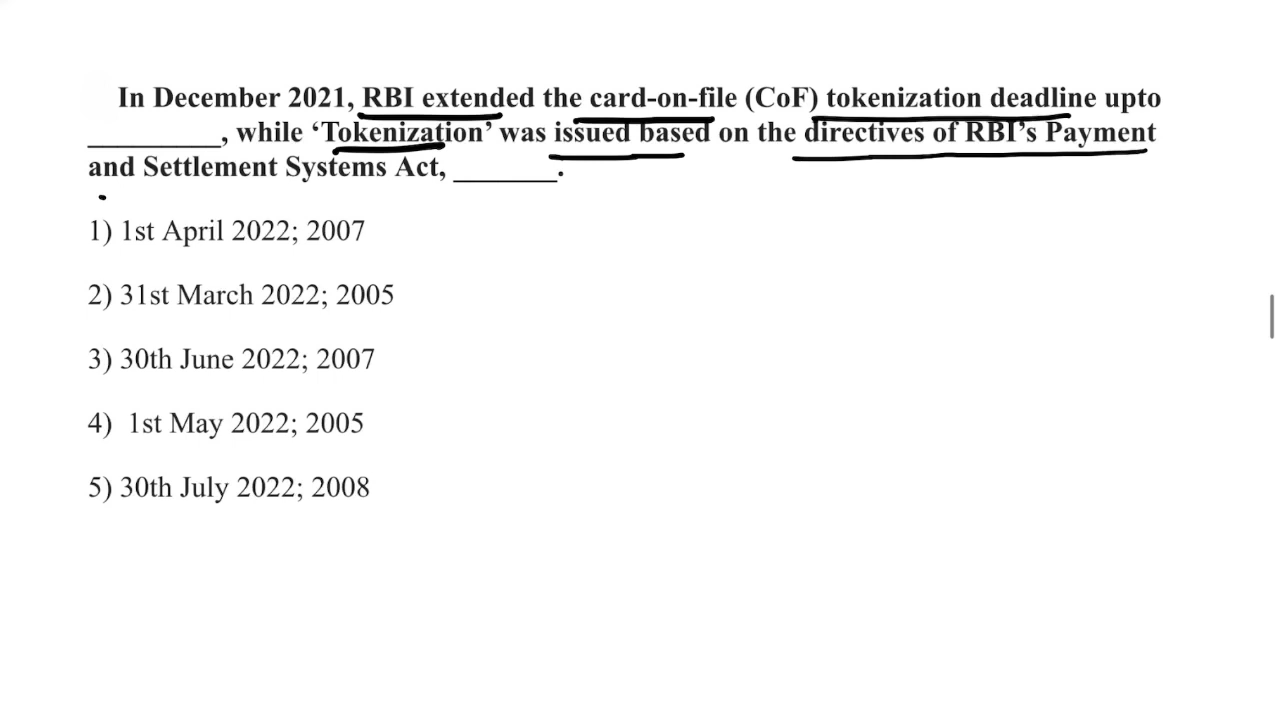 In December 2021, RBI extended the card-on-file (CoF) tokenization deadline upto
_________, while ‘Tokenization’ was issued based on the directives of RBI’s Payment
and Settlement Systems Act, _______.
1) 1st April 2022; 2007
2) 31st March 2022; 2005
3) 30th June 2022; 2007
4) 1st May 2022; 2005
5) 30th July 2022; 2008